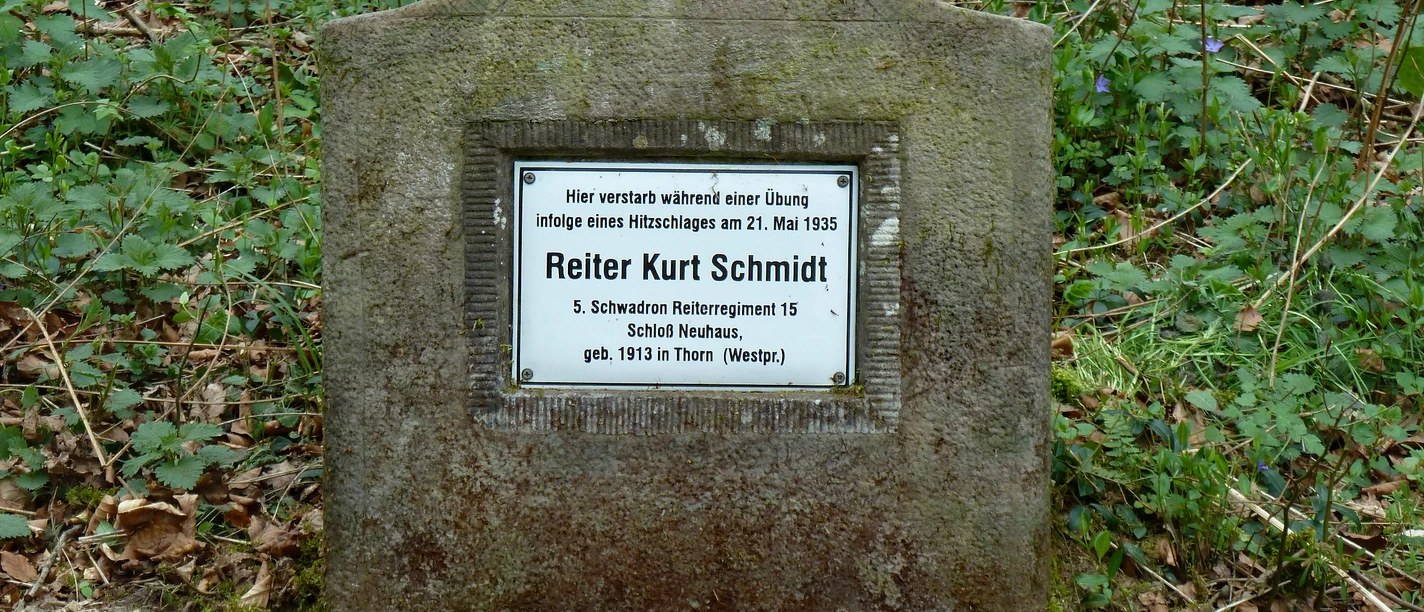 Hier verstarb während einer Übung
infolge eines Hitzschlages am 21. Mai 1935
Reiter Kurt Schmidt
5. Schwadron Reiterregiment 15
Schloß Neuhaus,
geb. 1913 in Thorn (Westpr.)